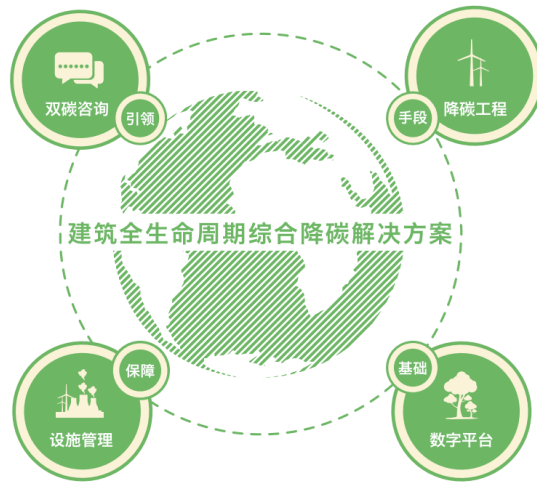 双碳咨询
引领
降碳工程
手段
建筑全生命周期综合降碳解决方案
设施管理
保障
数字平台
基础